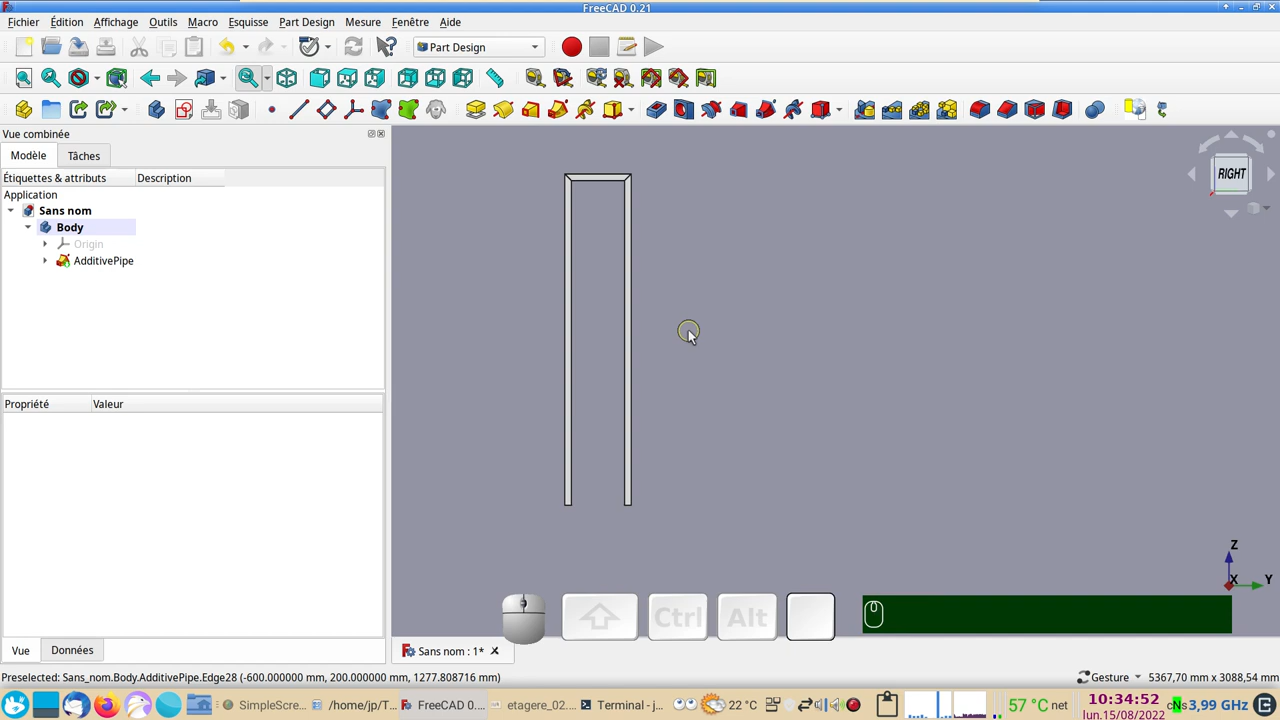 FreeCAD 0.21
Fichier Édition Affichage Outils Macro Esquisse Part Design Mesure Fenêtre Aide
Part Design
Vue combinée
Modèle Tâches
Étiquettes & attributs Description
Application
Sans nom
Body
Origin
AdditivePipe
RIGHT
Propriété Valeur
Z
X Y
Ctrl Alt
Vue Données
Sans nom : 1*
Preselected: Sans_nom.Body.AdditivePipe.Edge28 (-600.000000 mm, 200.000000 mm, 1277.808716 mm)
Gesture 5367,70 mm x 3088,54 mm
SimpleScre... /home/jp/T... FreeCAD 0.... etagere_02.... Terminal - j... 22 °C 57 °C net 10:34:52 3,99 GHz
lun.15/08/2022